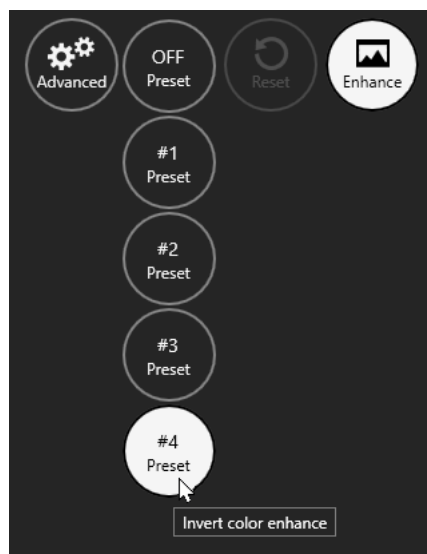 Advanced
OFF
Preset
Reset
Enhance
#1
Preset
#2
Preset
#3
Preset
#4
Preset
Invert color enhance